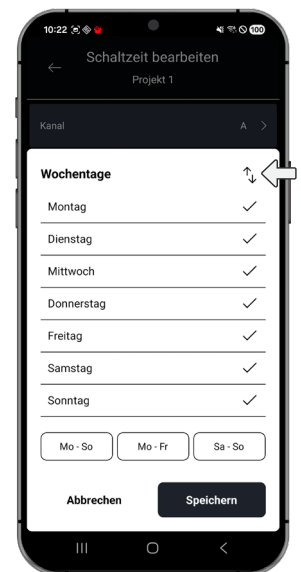 10:22
100
Schaltzeit bearbeiten
Projekt 1
Kanal A
Wochentage
Montag
Dienstag
Mittwoch
Donnerstag
Freitag
Samstag
Sonntag
Mo - So Mo - Fr Sa - So
Abbrechen Speichern